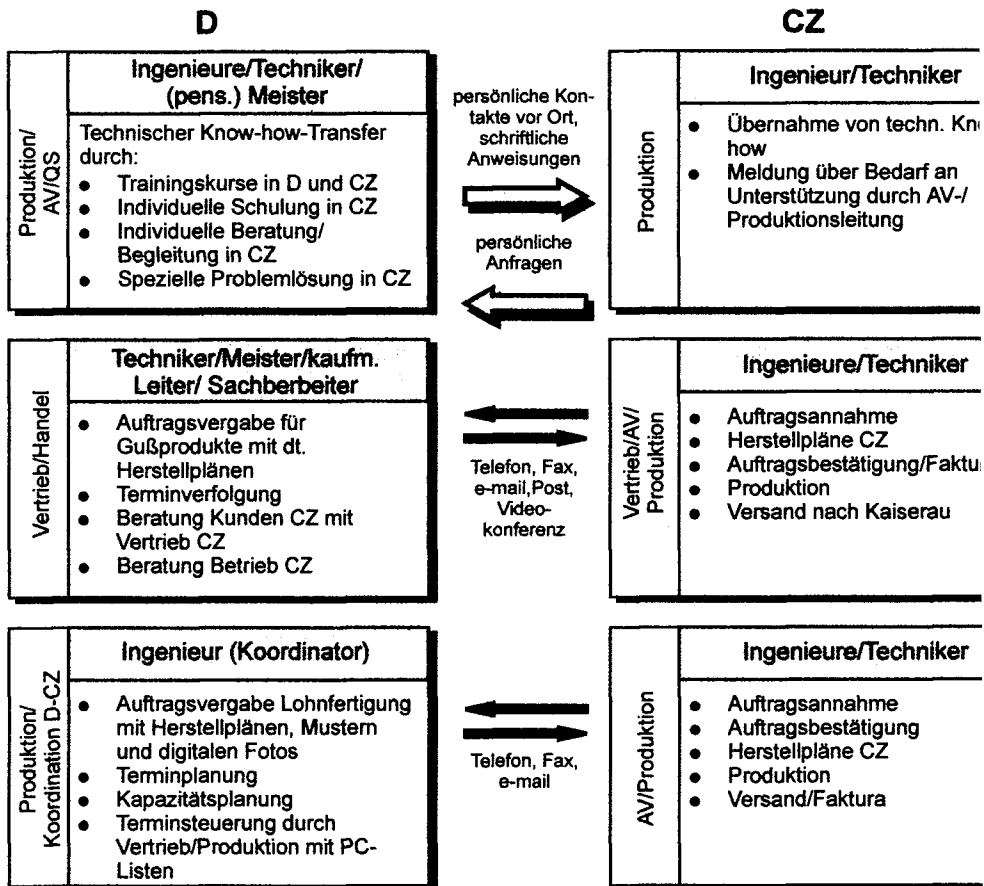 D
CZ
Produktion/
AV/QS
Ingenieure/Techniker/
(pens.) Meister
Technischer Know-how-Transfer
durch:
● Trainingskurse in D und CZ
● Individuelle Schulung in CZ
● Individuelle Beratung/
Begleitung in CZ
● Spezielle Problemlösung in CZ
persönliche Kon-
takte vor Ort,
schriftliche
Anweisungen
persönliche
Anfragen
Produktion
Ingenieur/Techniker
● Übernahme von techn.
how
● Meldung über Bedarf an
Unterstützung durch AV-/
Produktionsleitung
Vertrieb/Handel
Techniker/Meister/kaufm.
Leiter/ Sachberbeiter
● Auftragsvergabe für
Gußprodukte mit dt.
Herstellplänen
● Terminverfolgung
● Beratung Kunden CZ mit
Vertrieb CZ
● Beratung Betrieb CZ
Telefon, Fax,
e-mail,Post,
Video-
konferenz
Vertrieb/AV/
Produktion
Ingenieure/Techniker
● Auftragsannahme
● Herstellpläne CZ
● Auftragsbestätigung/
● Produktion
● Versand nach Kaiserau
Produktion/
Koordination D-CZ
Ingenieur (Koordinator)
● Auftragsvergabe Lohnfertigung
mit Herstellplänen, Mustern
und digitalen Fotos
● Terminplanung
● Kapazitätsplanung
● Terminsteuerung durch
Vertrieb/Produktion mit PC-
Listen
Telefon, Fax,
e-mail
AV/Produktion
Ingenieure/Techniker
● Auftragsannahme
● Auftragsbestätigung
● Herstellpläne CZ
● Produktion
● Versand/Faktura